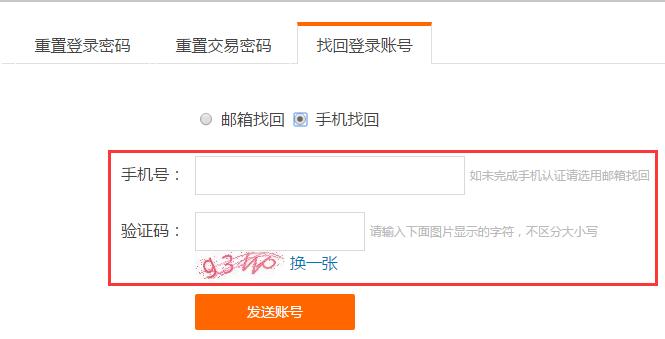 重置登录密码 重置交易密码 找回登录账号
邮箱找回 手机找回
手机号： 如未完成手机认证请选用邮箱找回
验证码： 请输入下面图片显示的字符，不区分大小写
换一张
发送账号